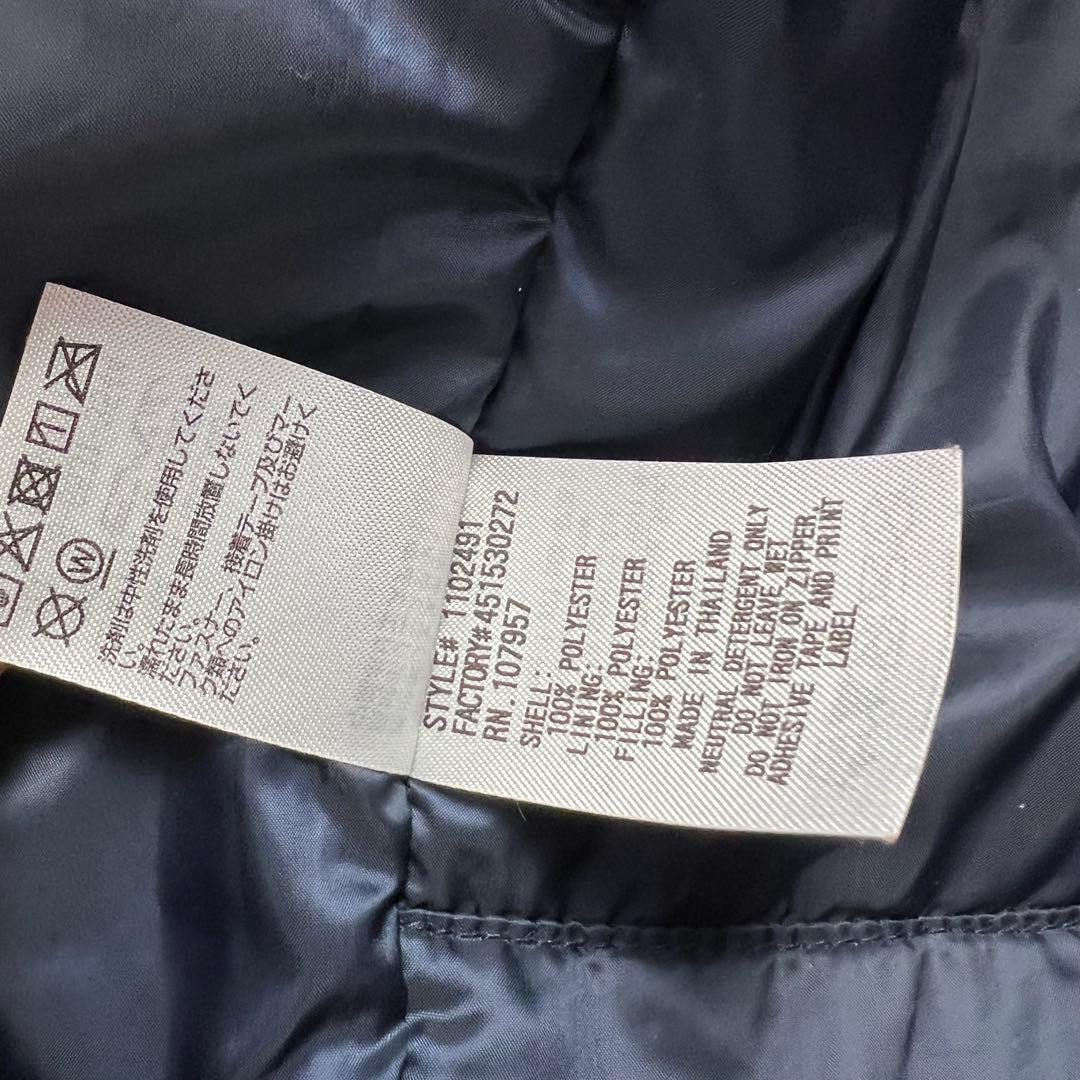 洗剤は中性洗剤を使用してくださ
い。
濡れたまま長時間放置しないでく
ださい。
ファスナー、接着テープ及びマー
ク類へのアイロン掛けはお避けく
ださい。
STYLE# 1102491
FACTORY#451530272
RN.107957
SHELL:
100% POLYESTER
LINING:
100% POLYESTER
FILLING:
100% POLYESTER
MADE IN THAILAND
NEUTRAL DETERGENT ONLY
DO NOT LEAVE WET
DO NOT IRON ON ZIPPER,
ADHESIVE TAPE AND PRINT
LABEL
W